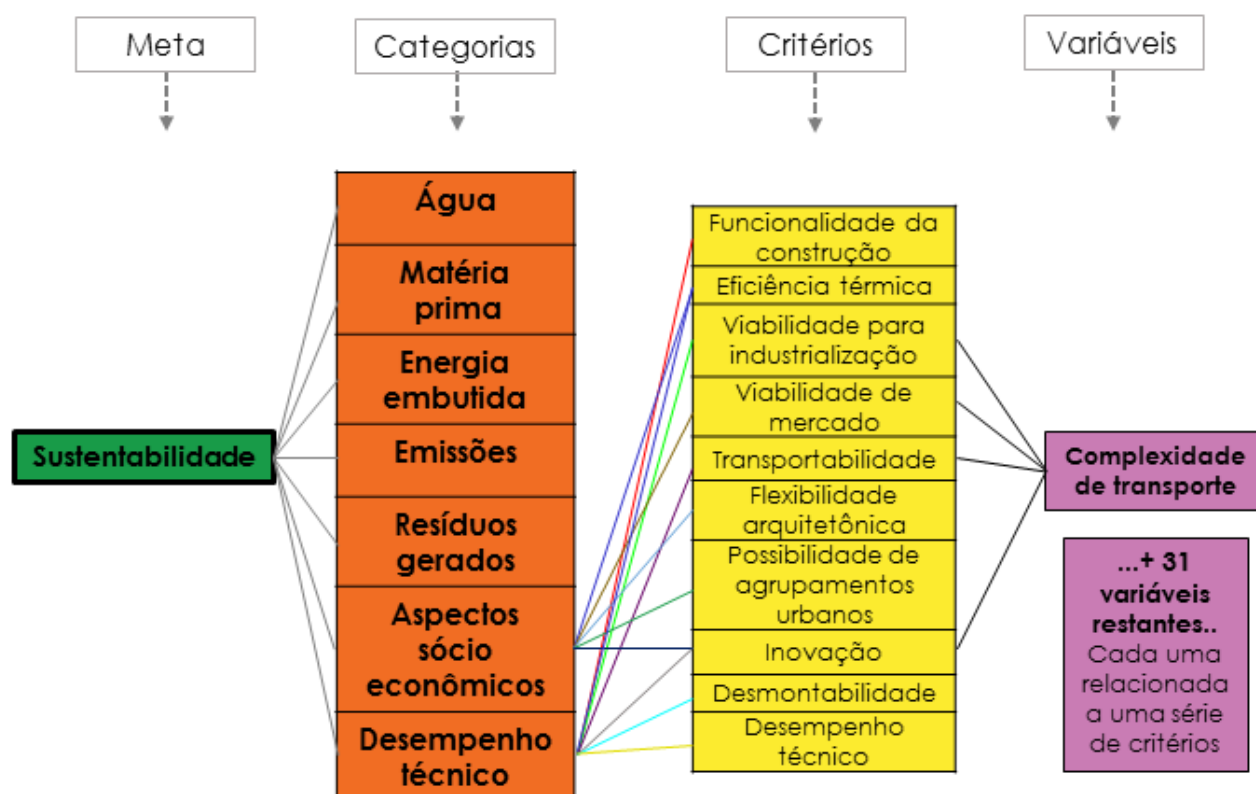 Meta
Categorias
Critérios
Variáveis
Sustentabilidade
Água
Matéria
prima
Energia
embutida
Emissões
Resíduos
gerados
Aspectos
sócio
econômicos
Desempenho
técnico
Funcionalidade da
construção
Eficiência térmica
Viabilidade para
industrialização
Viabilidade de
mercado
Transportabilidade
Flexibilidade
arquitetônica
Possibilidade de
agrupamentos
urbanos
Inovação
Desmontabilidade
Desempenho
técnico
Complexidade
de transporte
...+ 31
variáveis
restantes..
Cada uma
relacionada
a uma série
de critérios